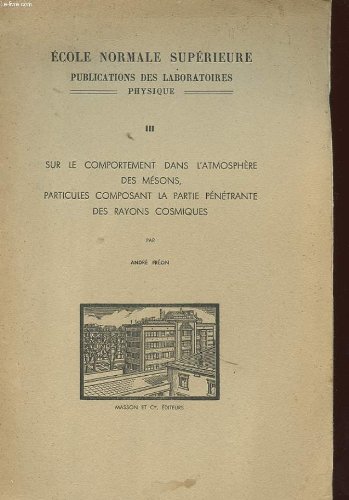 ÉCOLE NORMALE SUPÉRIEURE
PUBLICATIONS DES LABORATOIRES
PHYSIQUE
III
SUR LE COMPORTEMENT DANS L'ATMOSPHÈRE
DES MÉSONS,
PARTICULES COMPOSANT LA PARTIE PÉNÉTRANTE
DES RAYONS COSMIQUES
PAR
ANDRÉ FRÉON
MASSON ET Cie, ÉDITEURS